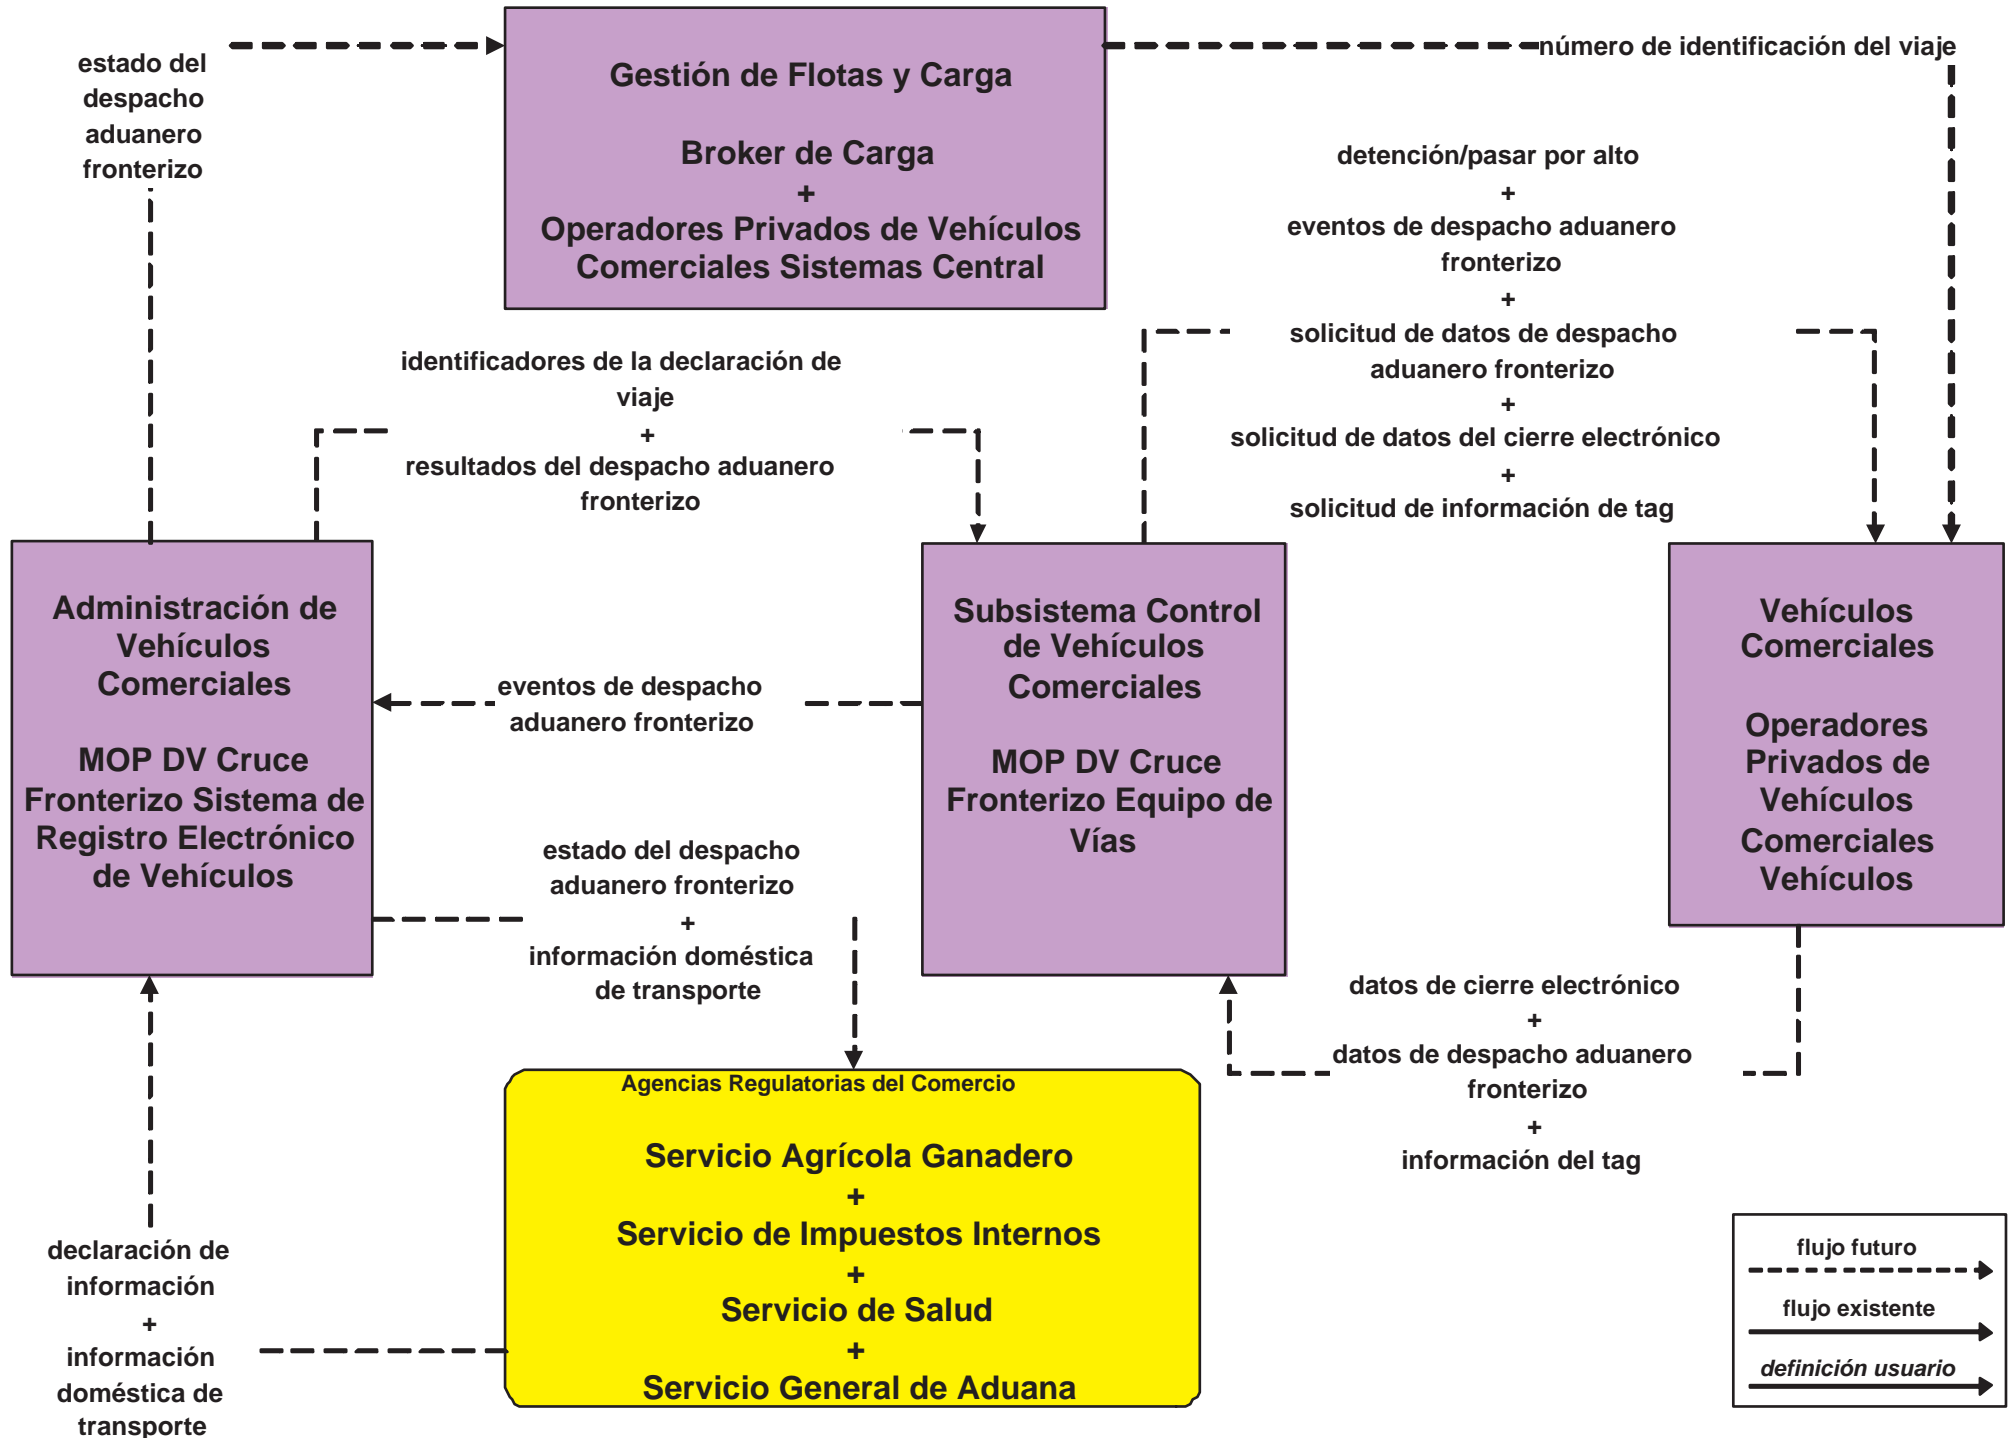 estado del
despacho
aduanero
fronterizo
Gestión de Flotas y Carga
Broker de Carga
+
Operadores Privados de Vehículos
Comerciales Sistemas Central
número de identificación del viaje
detención/pasar por alto
+
eventos de despacho aduanero
fronterizo
+
solicitud de datos de despacho
aduanero fronterizo
+
solicitud de datos del cierre electrónico
+
solicitud de información de tag
identificadores de la declaración de
viaje
+
resultados del despacho aduanero
fronterizo
Administración de
Vehículos
Comerciales
MOP DV Cruce
Fronterizo Sistema de
Registro Electrónico
de Vehículos
eventos de despacho
aduanero fronterizo
Subsistema Control
de Vehículos
Comerciales
MOP DV Cruce
Fronterizo Equipo de
Vías
Vehículos
Comerciales
Operadores
Privados de
Vehículos
Comerciales
Vehículos
estado del despacho
aduanero fronterizo
+
información doméstica
de transporte
datos de cierre electrónico
+
datos de despacho aduanero
fronterizo
+
información del tag
Agencias Regulatorias del Comercio
Servicio Agrícola Ganadero
+
Servicio de Impuestos Internos
+
Servicio de Salud
+
Servicio General de Aduana
declaración de
información
+
información
doméstica de
transporte
flujo futuro
flujo existente
definición usuario